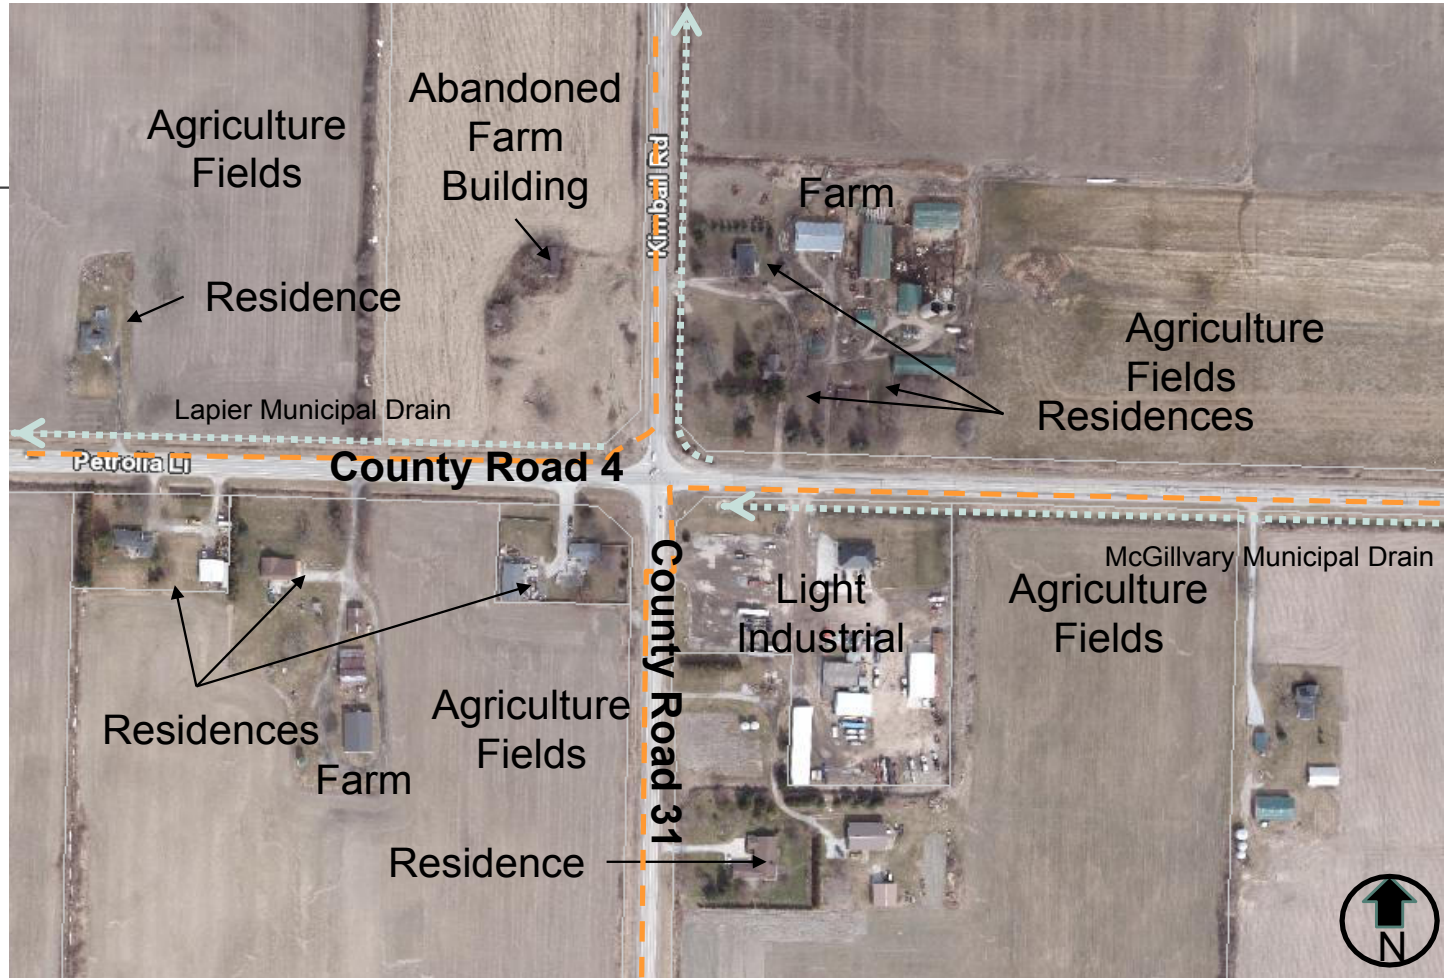 Abandoned
Farm
Building
Agriculture
Fields
Kimball Rd
Farm
Residence
Agriculture
Fields
Residences
Lapier Municipal Drain
Petrolia Li
County Road 4
McGillvary Municipal Drain
County Road 31
Light
Industrial
Agriculture
Fields
Residences
Agriculture
Fields
Farm
Residence
N